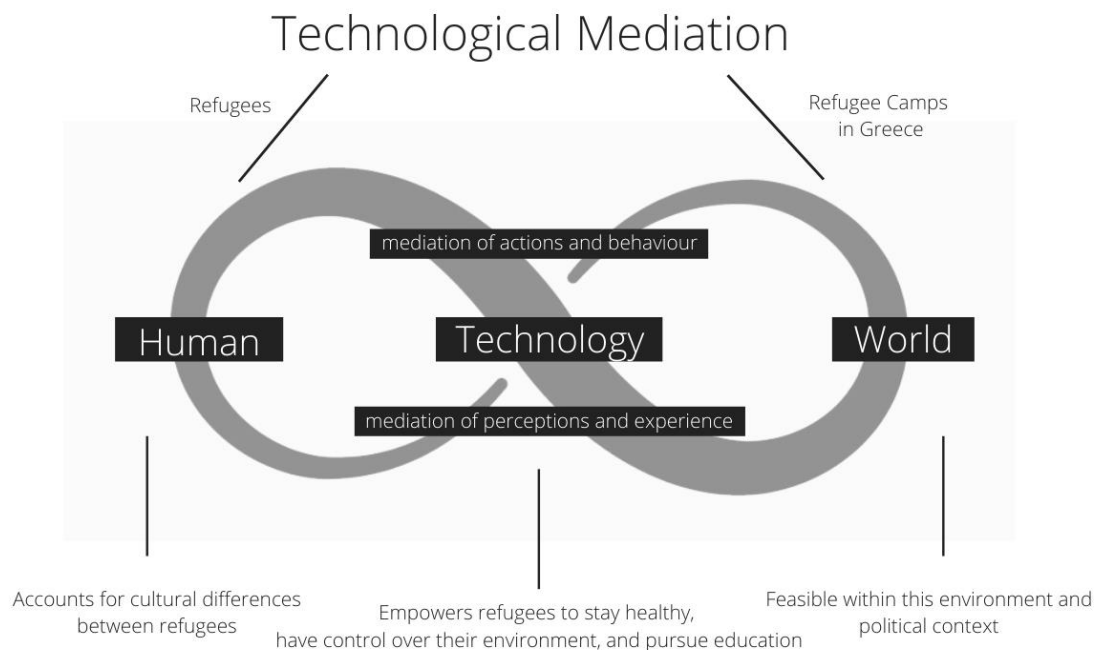 Technological Mediation
Refugees
Refugee Camps
in Greece
mediation of actions and behaviour
Human
Technology
World
mediation of perceptions and experience
Accounts for cultural differences
between refugees
Empowers refugees to stay healthy,
have control over their environment, and pursue education
Feasible within this environment and
political context